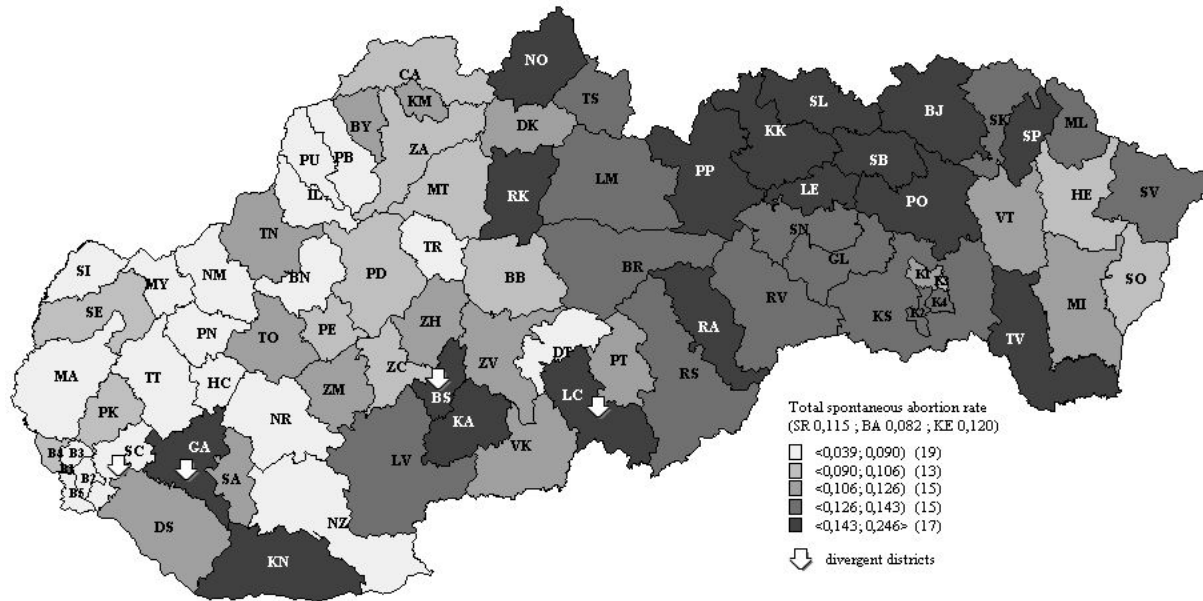 NO
CA
TS
KM
SL
BJ
SK
SP
ML
BY
DK
KK
PU
PB
ZA
SB
PP
IL
MT
RK
LM
LE
PO
HE
SV
VT
TN
TR
SN
SI
MY
NM
BN
PD
BB
BR
GL
K1
K3
SO
SE
RV
K4
K2
KS
MI
PN
TO
PE
ZH
RA
TV
MA
TT
HC
ZM
ZC
ZV
DT
PT
RS
BS
LC
PK
NR
KA
GA
SC
B4
B3
B1
B2
B5
SA
LV
VK
DS
NZ
KN
Total spontaneous abortion rate
(SR 0,115 ; BA 0,082 ; KE 0,120)
<0,039; 0,090) (19)
<0,090; 0,106) (13)
<0,106; 0,126) (15)
<0,126; 0,143) (15)
<0,143; 0,246> (17)
divergent districts